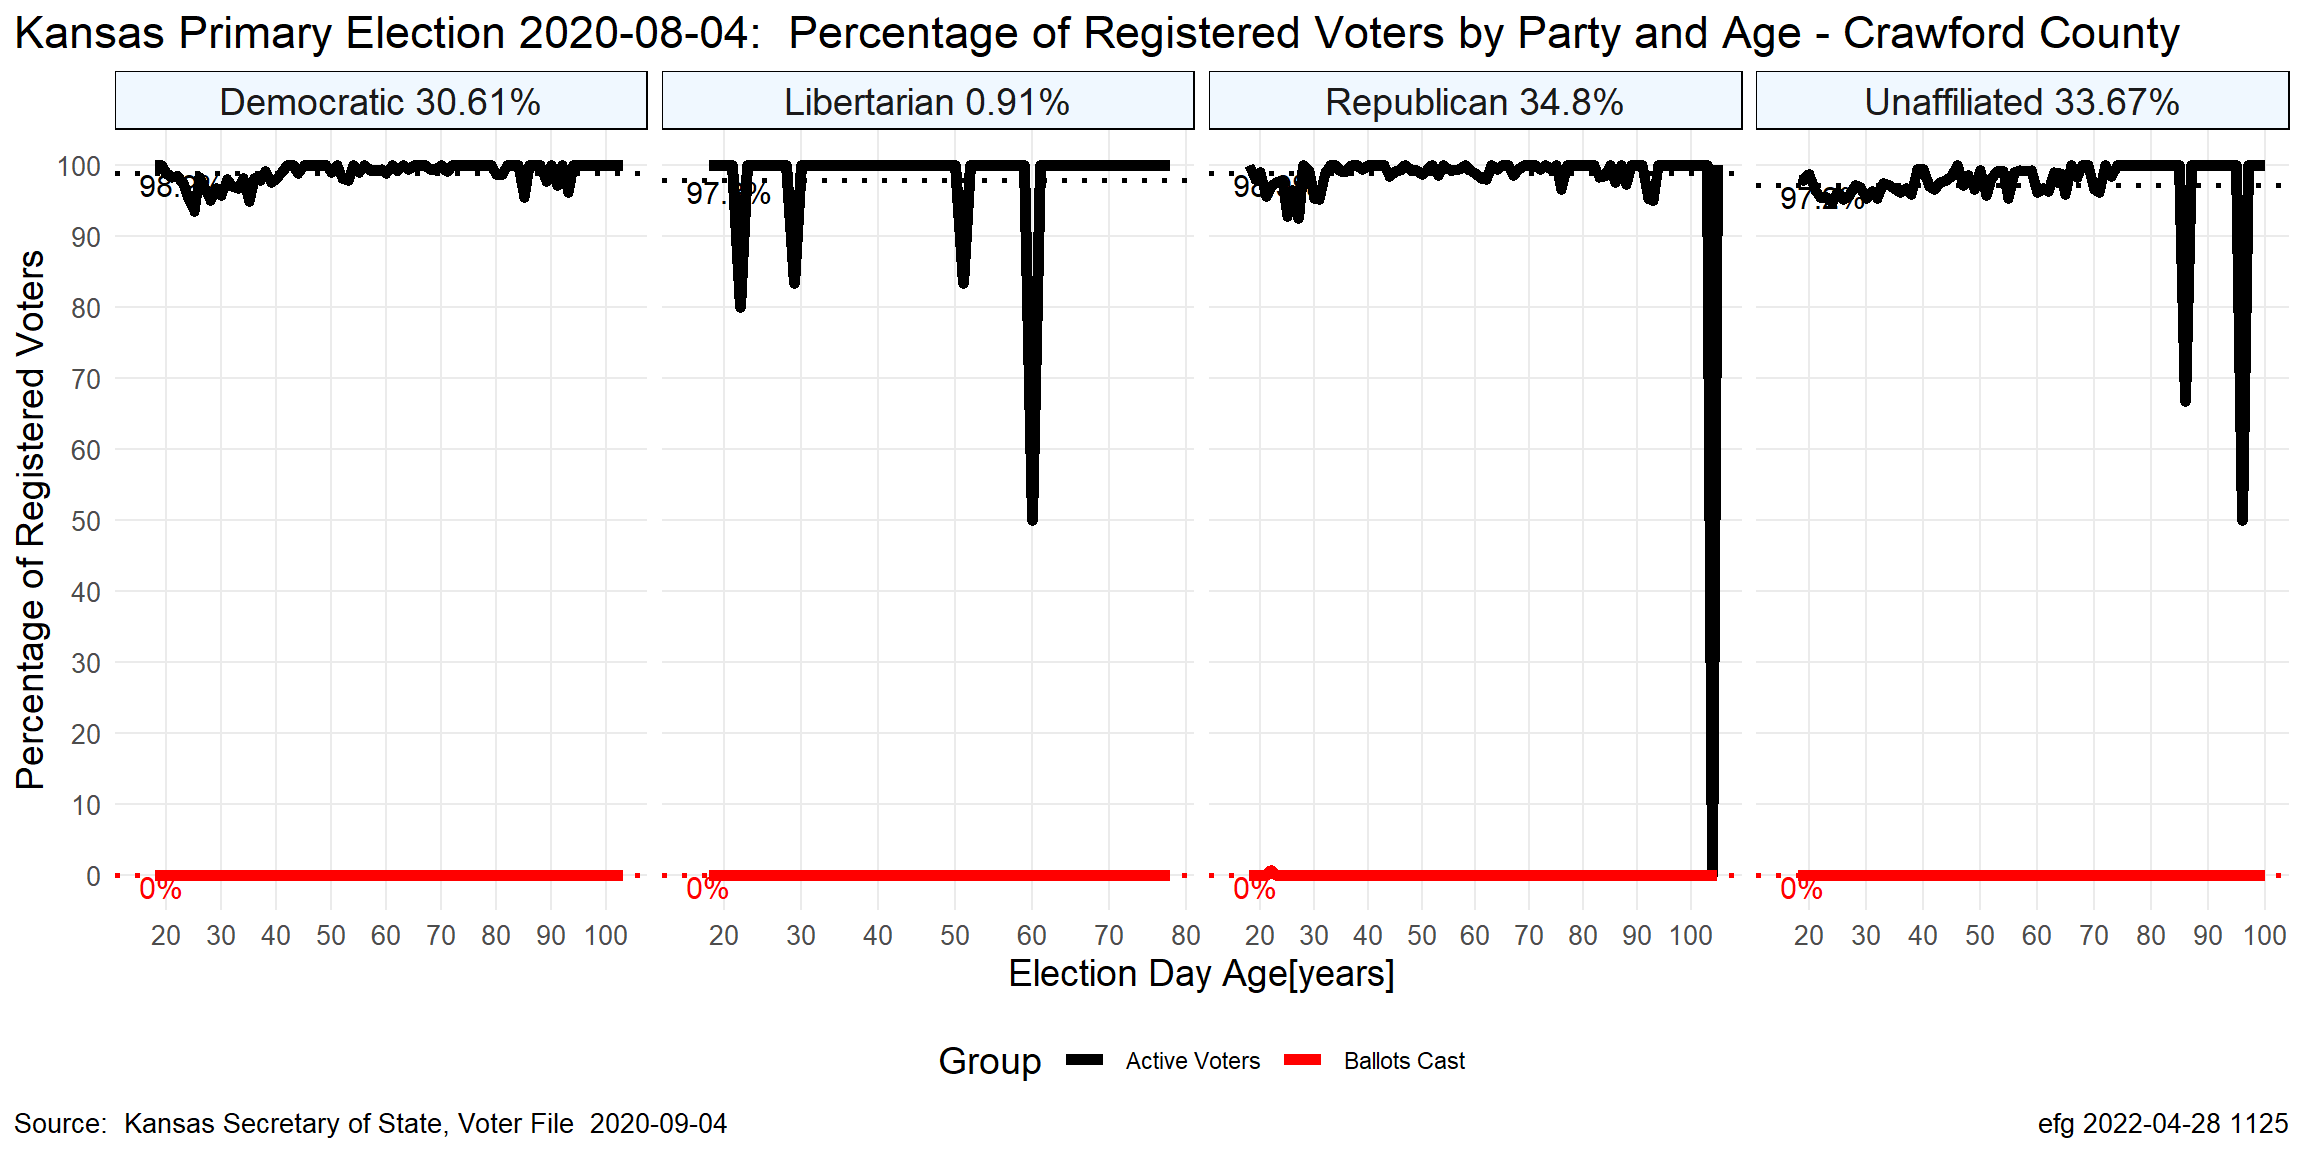 Kansas Primary Election 2020-08-04:  Percentage of Registered Voters by Party and Age - Crawford County
Democratic 30.61%
Libertarian 0.91%
Republican 34.8%
Unaffiliated 33.67%
Percentage of Registered Voters
100
90
80
70
60
50
40
30
20
10
0
0%
0%
0%
0%
20 30 40 50 60 70 80 90 100
20 30 40 50 60 70 80
20 30 40 50 60 70 80 90 100
20 30 40 50 60 70 80 90 100
Election Day Age[years]
Group Active Voters Ballots Cast
Source:  Kansas Secretary of State, Voter File  2020-09-04
efg 2022-04-28 1125